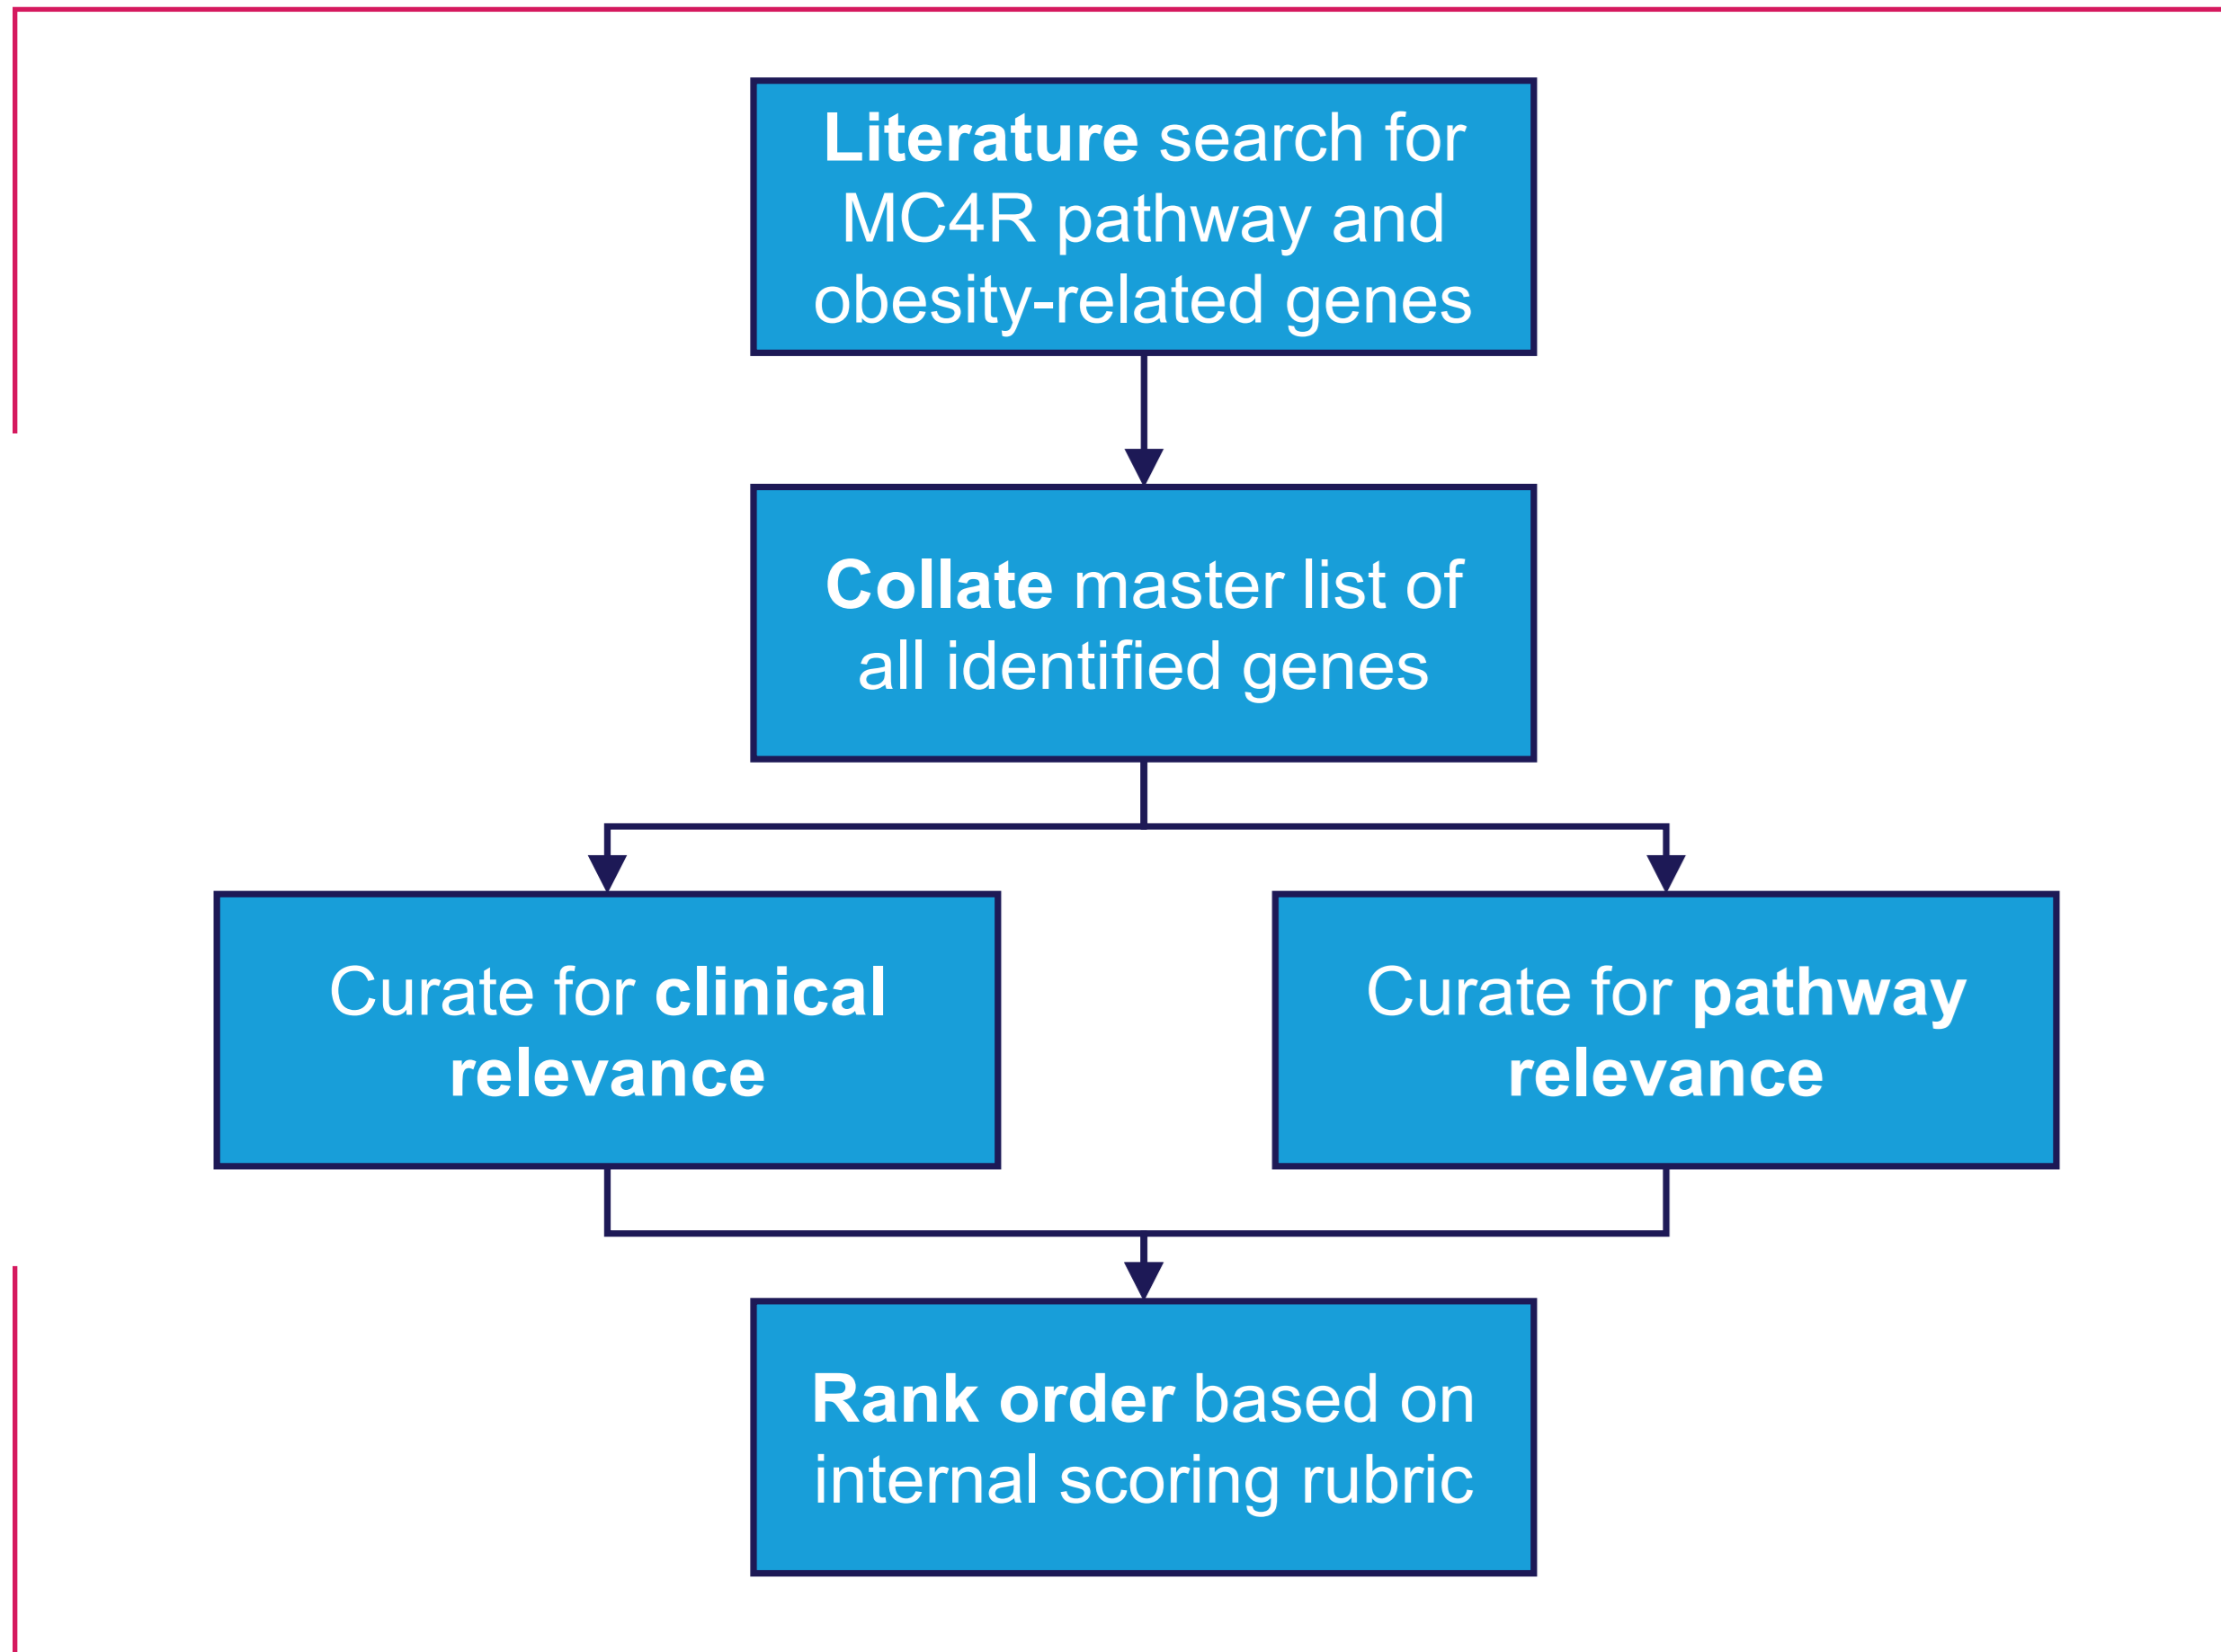 Literature search for
MC4R pathway and
obesity-related genes
Collate master list of
all identified genes
Curate for clinical
relevance
Curate for pathway
relevance
Rank order based on
internal scoring rubric